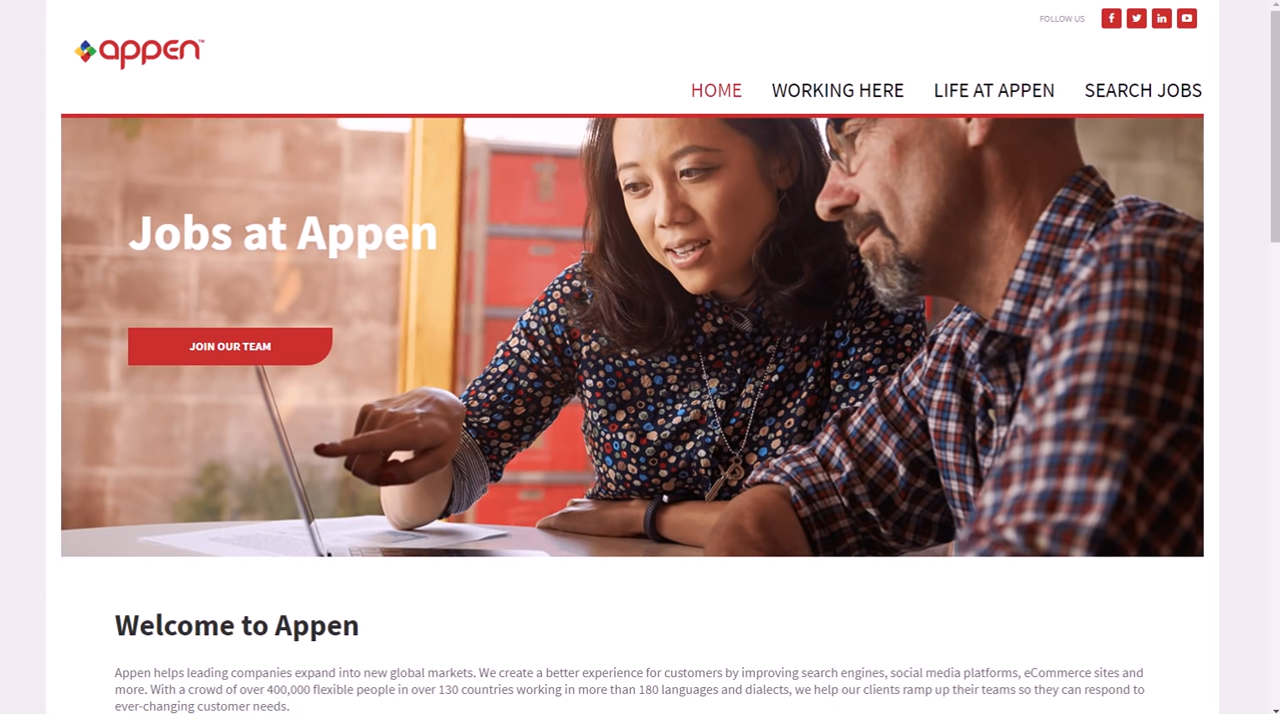 FOLLOW US
appen™
HOME WORKING HERE LIFE AT APPEN SEARCH JOBS
Jobs at Appen
JOIN OUR TEAM
Welcome to Appen
Appen helps leading companies expand into new global markets. We create a better experience for customers by improving search engines, social media platforms, eCommerce sites and
more. With a crowd of over 400,000 flexible people in over 130 countries working in more than 180 languages and dialects, we help our clients ramp up their teams so they can respond to
ever-changing customer needs.